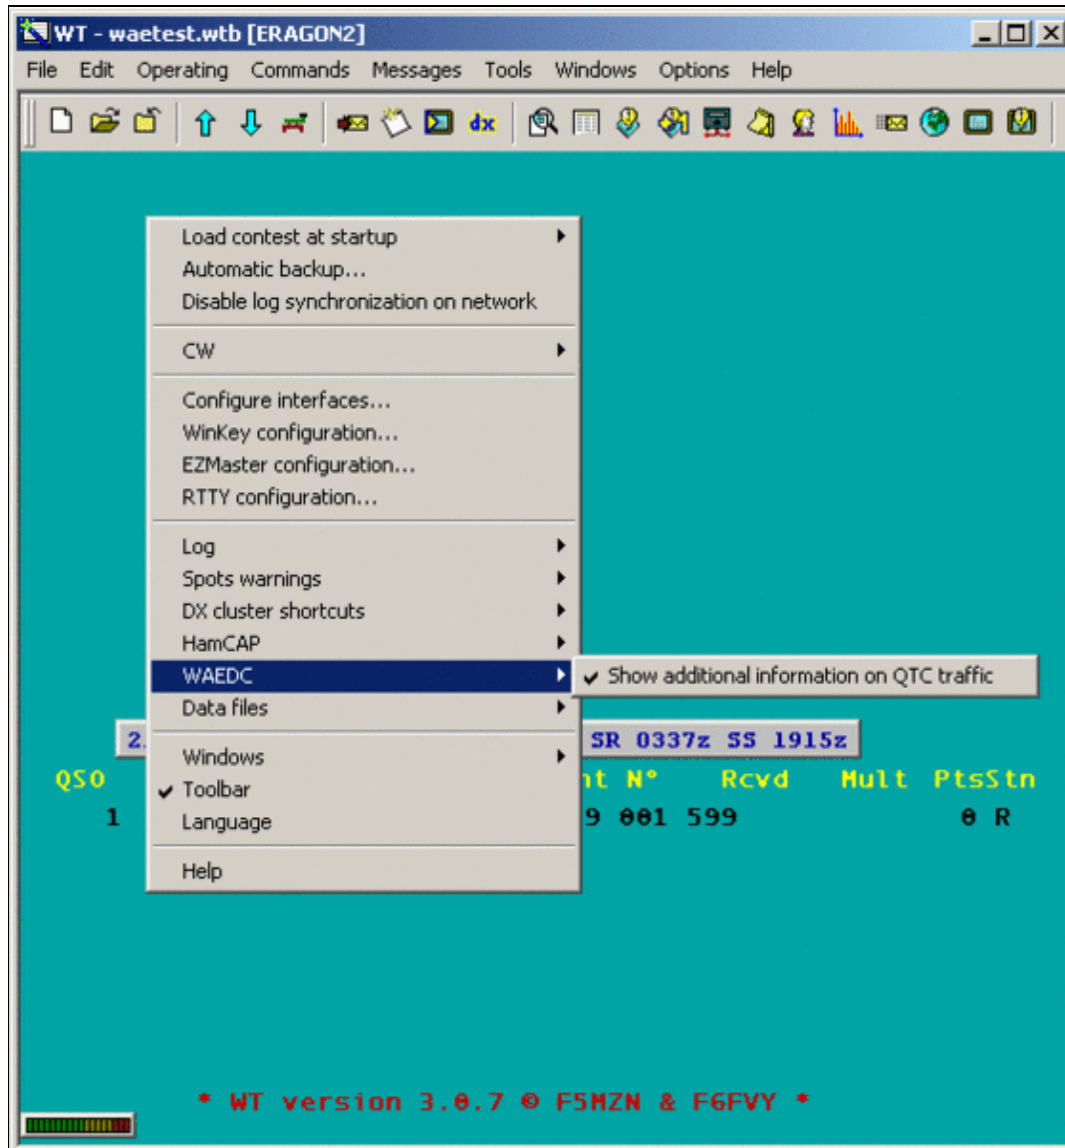 WT - waetest.wtb [ERAGON2]
File Edit Operating Commands Messages Tools Windows Options Help
dx
Load contest at startup
Automatic backup...
Disable log synchronization on network
CW
Configure interfaces...
WinKey configuration...
EZMaster configuration...
RTTY configuration...
Log
Spots warnings
DX cluster shortcuts
HamCAP
WAEDC
Show additional information on QTC traffic
Data files
2. SR 0337z SS 1915z
Windows
QSO nt N° Rcvd Mult PtsStn
Toolbar
1 9 001 599 0 R
Language
Help
* WT version 3.0.7 © F5MZN & F6FVY *